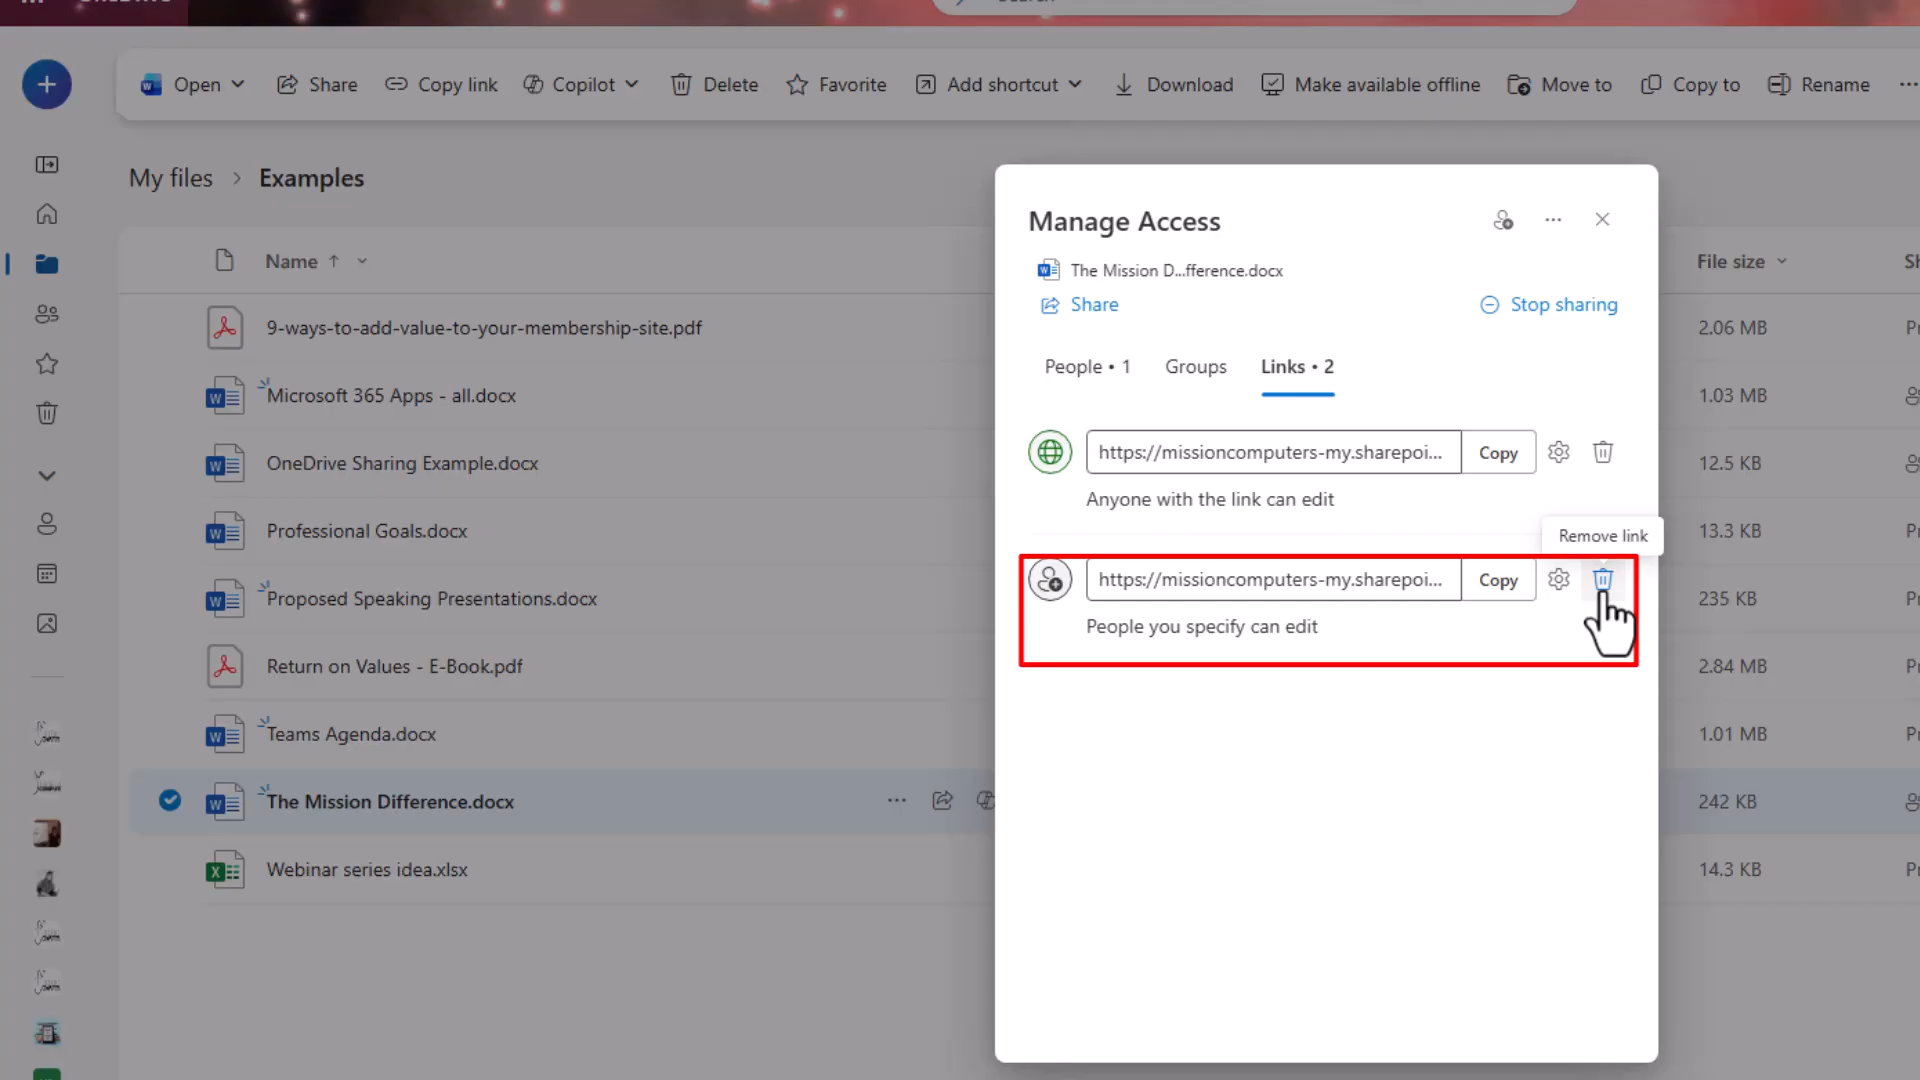 Open
Share
Copy link
Copilot
Delete
Favorite
Add shortcut
Download
Make available offline
Move to
Copy to
Rename
My files > Examples
Name
File size
9-ways-to-add-value-to-your-membership-site.pdf
2.06 MB
Microsoft 365 Apps - all.docx
1.03 MB
OneDrive Sharing Example.docx
12.5 KB
Professional Goals.docx
13.3 KB
Proposed Speaking Presentations.docx
235 KB
Return on Values - E-Book.pdf
2.84 MB
Teams Agenda.docx
1.01 MB
The Mission Difference.docx
242 KB
Webinar series idea.xlsx
14.3 KB
Manage Access
The Mission D...fference.docx
Share
Stop sharing
People • 1
Groups
Links • 2
https://missioncomputers-my.sharepoi...
Copy
Anyone with the link can edit
Remove link
https://missioncomputers-my.sharepoi...
Copy
People you specify can edit